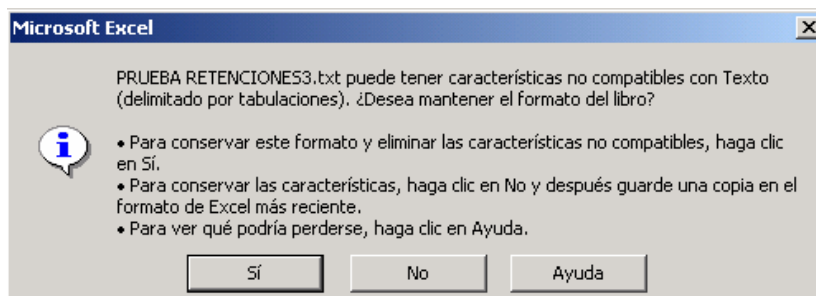 Microsoft Excel
PRUEBA RETENCIONES3.txt puede tener características no compatibles con Texto
(delimitado por tabulaciones). ¿Desea mantener el formato del libro?
• Para conservar este formato y eliminar las características no compatibles, haga clic
en Sí.
• Para conservar las características, haga clic en No y después guarde una copia en el
formato de Excel más reciente.
• Para ver qué podría perderse, haga clic en Ayuda.
Sí No Ayuda